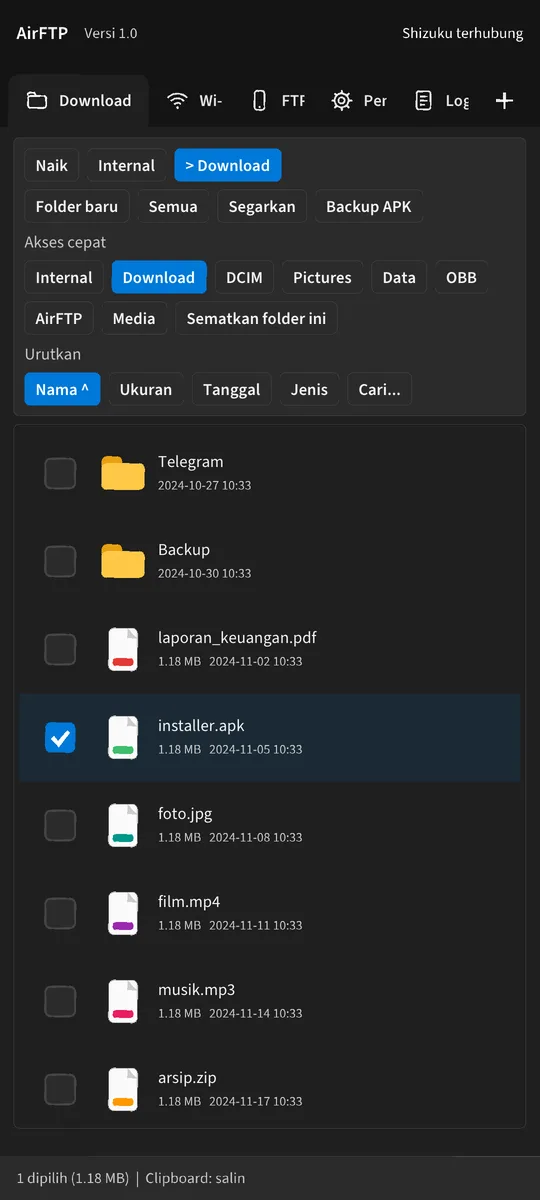 AirFTP Versi 1.0 Shizuku terhubung
Download Wi- FTF Per Log
Naik Internal > Download
Folder baru Semua Segarkan Backup APK
Akses cepat
Internal Download DCIM Pictures Data OBB
AirFTP Media Sematkan folder ini
Urutkan
Nama ^ Ukuran Tanggal Jenis Cari...
Telegram
2024-10-27 10:33
Backup
2024-10-30 10:33
laporan_keuangan.pdf
1.18 MB 2024-11-02 10:33
installer.apk
1.18 MB 2024-11-05 10:33
foto.jpg
1.18 MB 2024-11-08 10:33
film.mp4
1.18 MB 2024-11-11 10:33
musik.mp3
1.18 MB 2024-11-14 10:33
arsip.zip
1.18 MB 2024-11-17 10:33
1 dipilih (1.18 MB) | Clipboard: salin